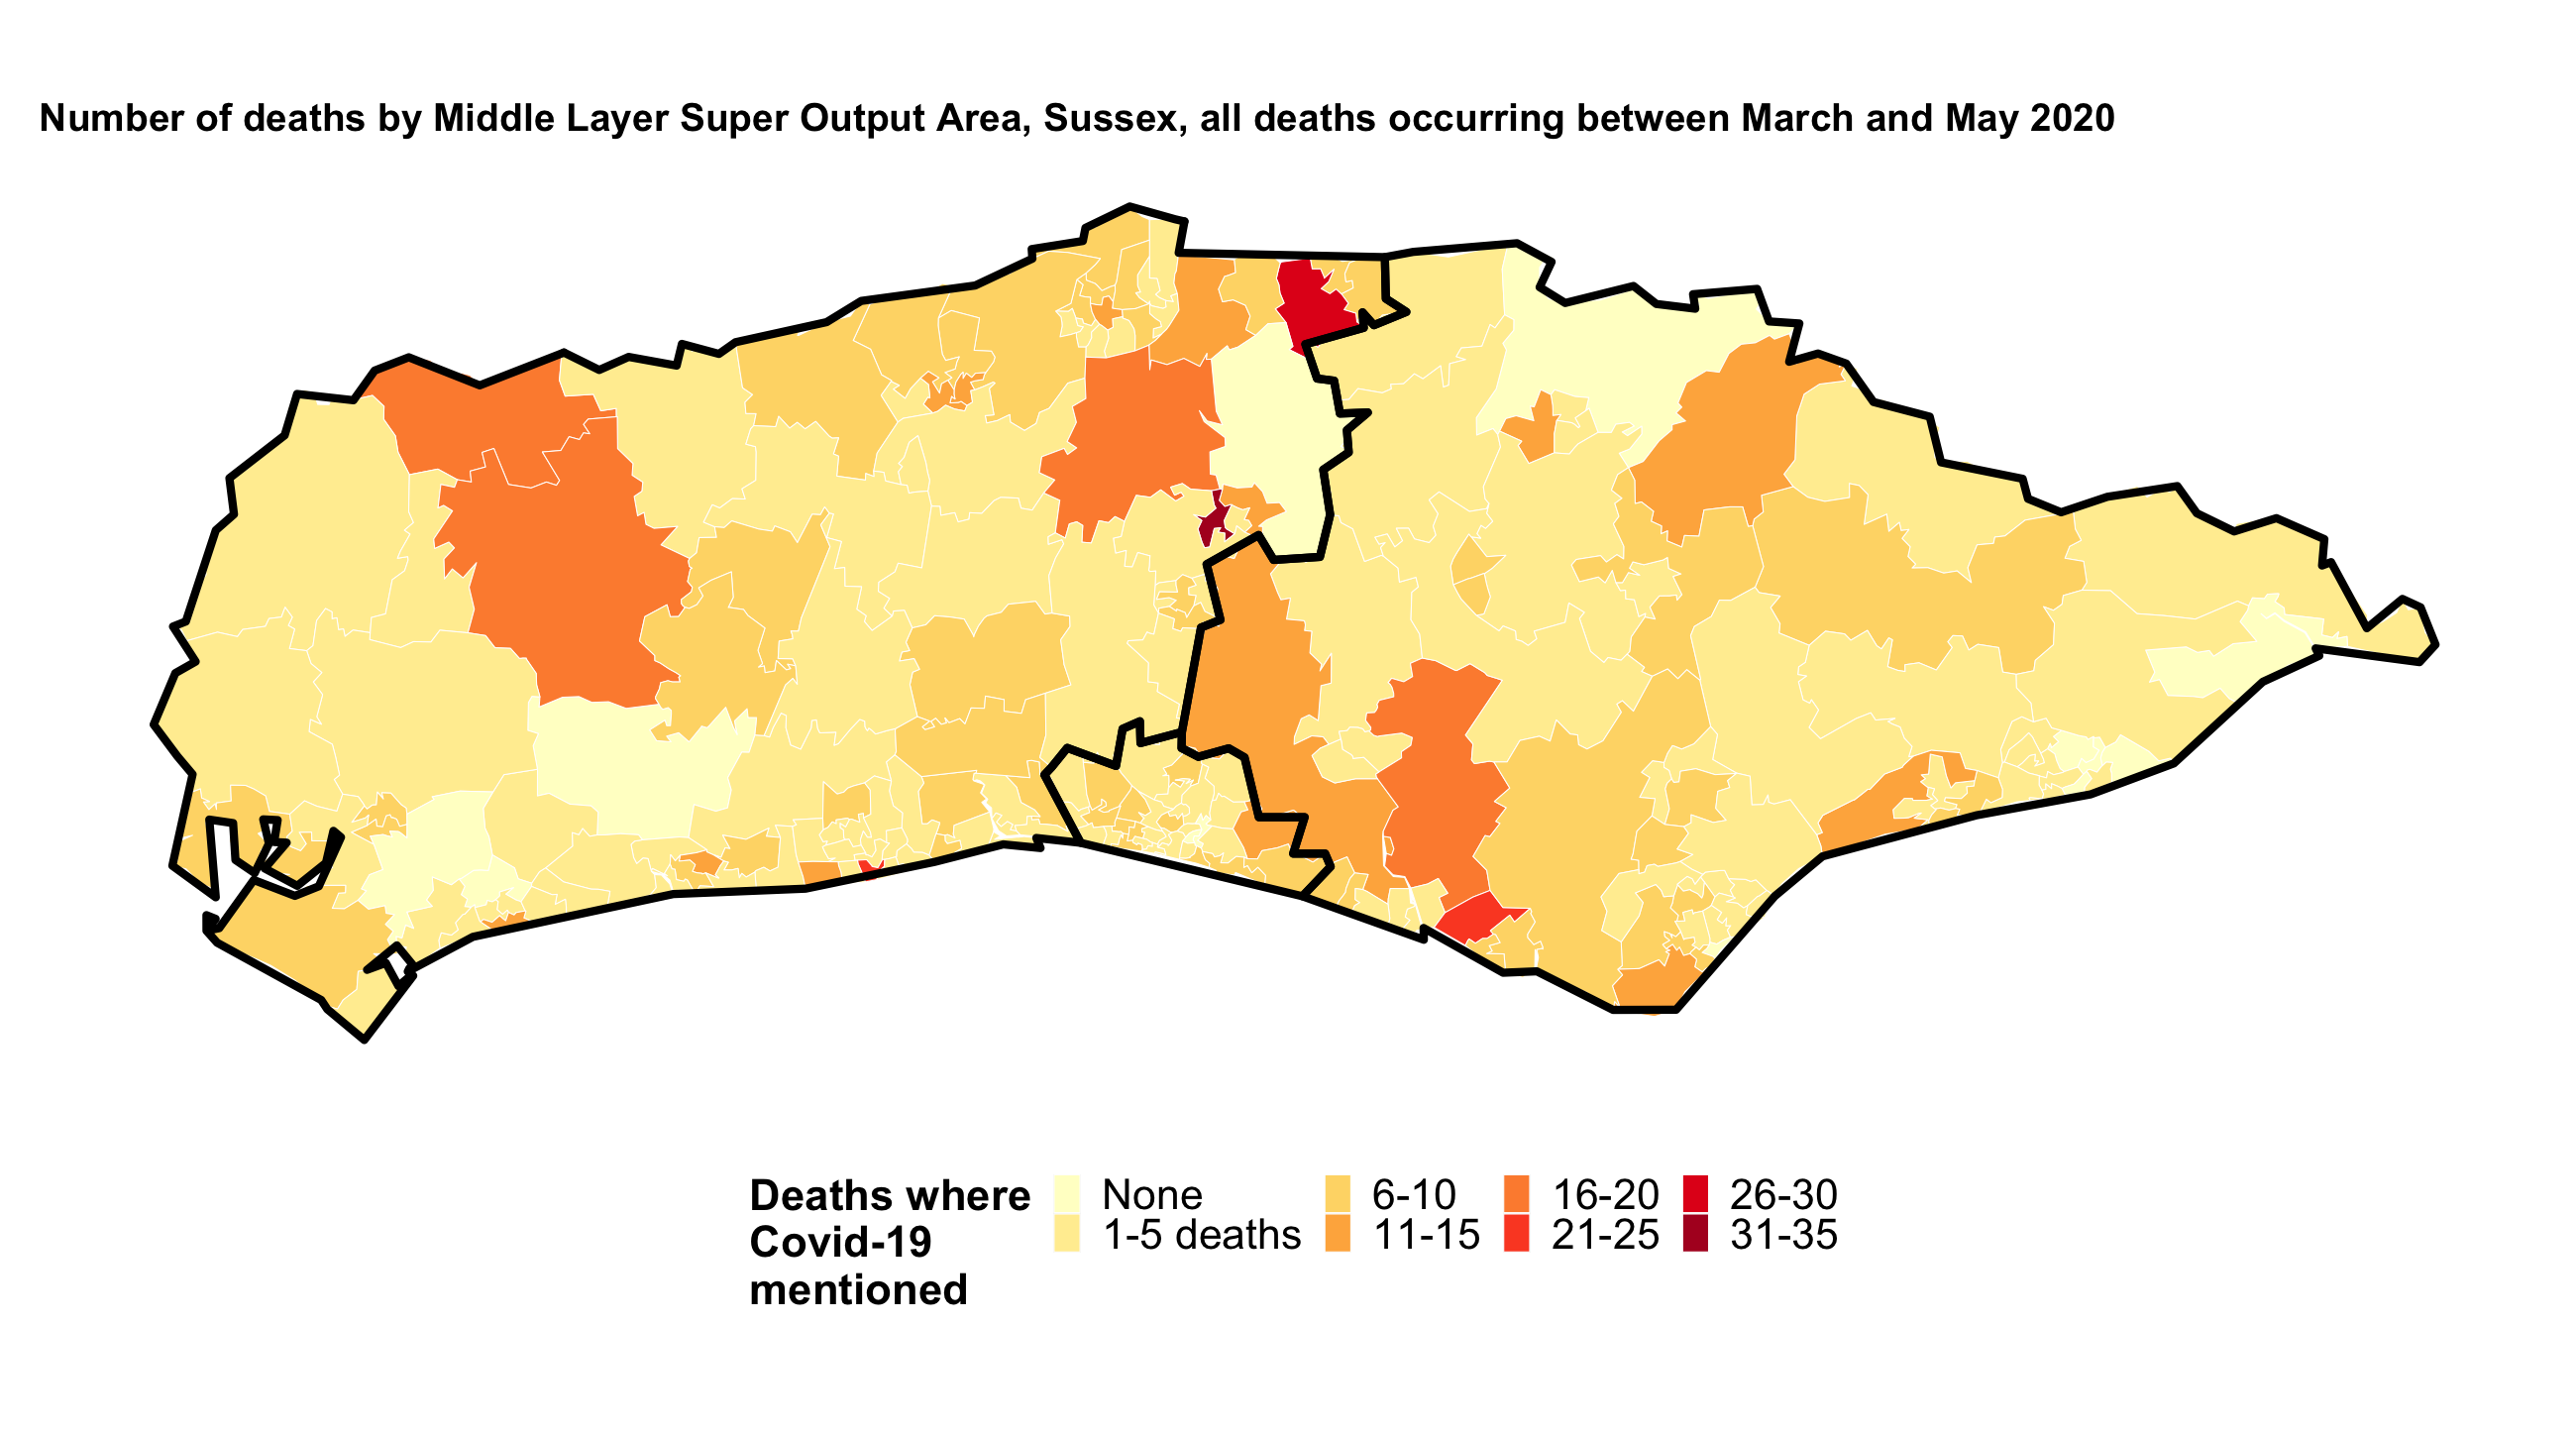 Number of deaths by Middle Layer Super Output Area, Sussex, all deaths occurring between March and May 2020
Deaths where
Covid-19
mentioned
None
1-5 deaths
6-10
11-15
16-20
21-25
26-30
31-35